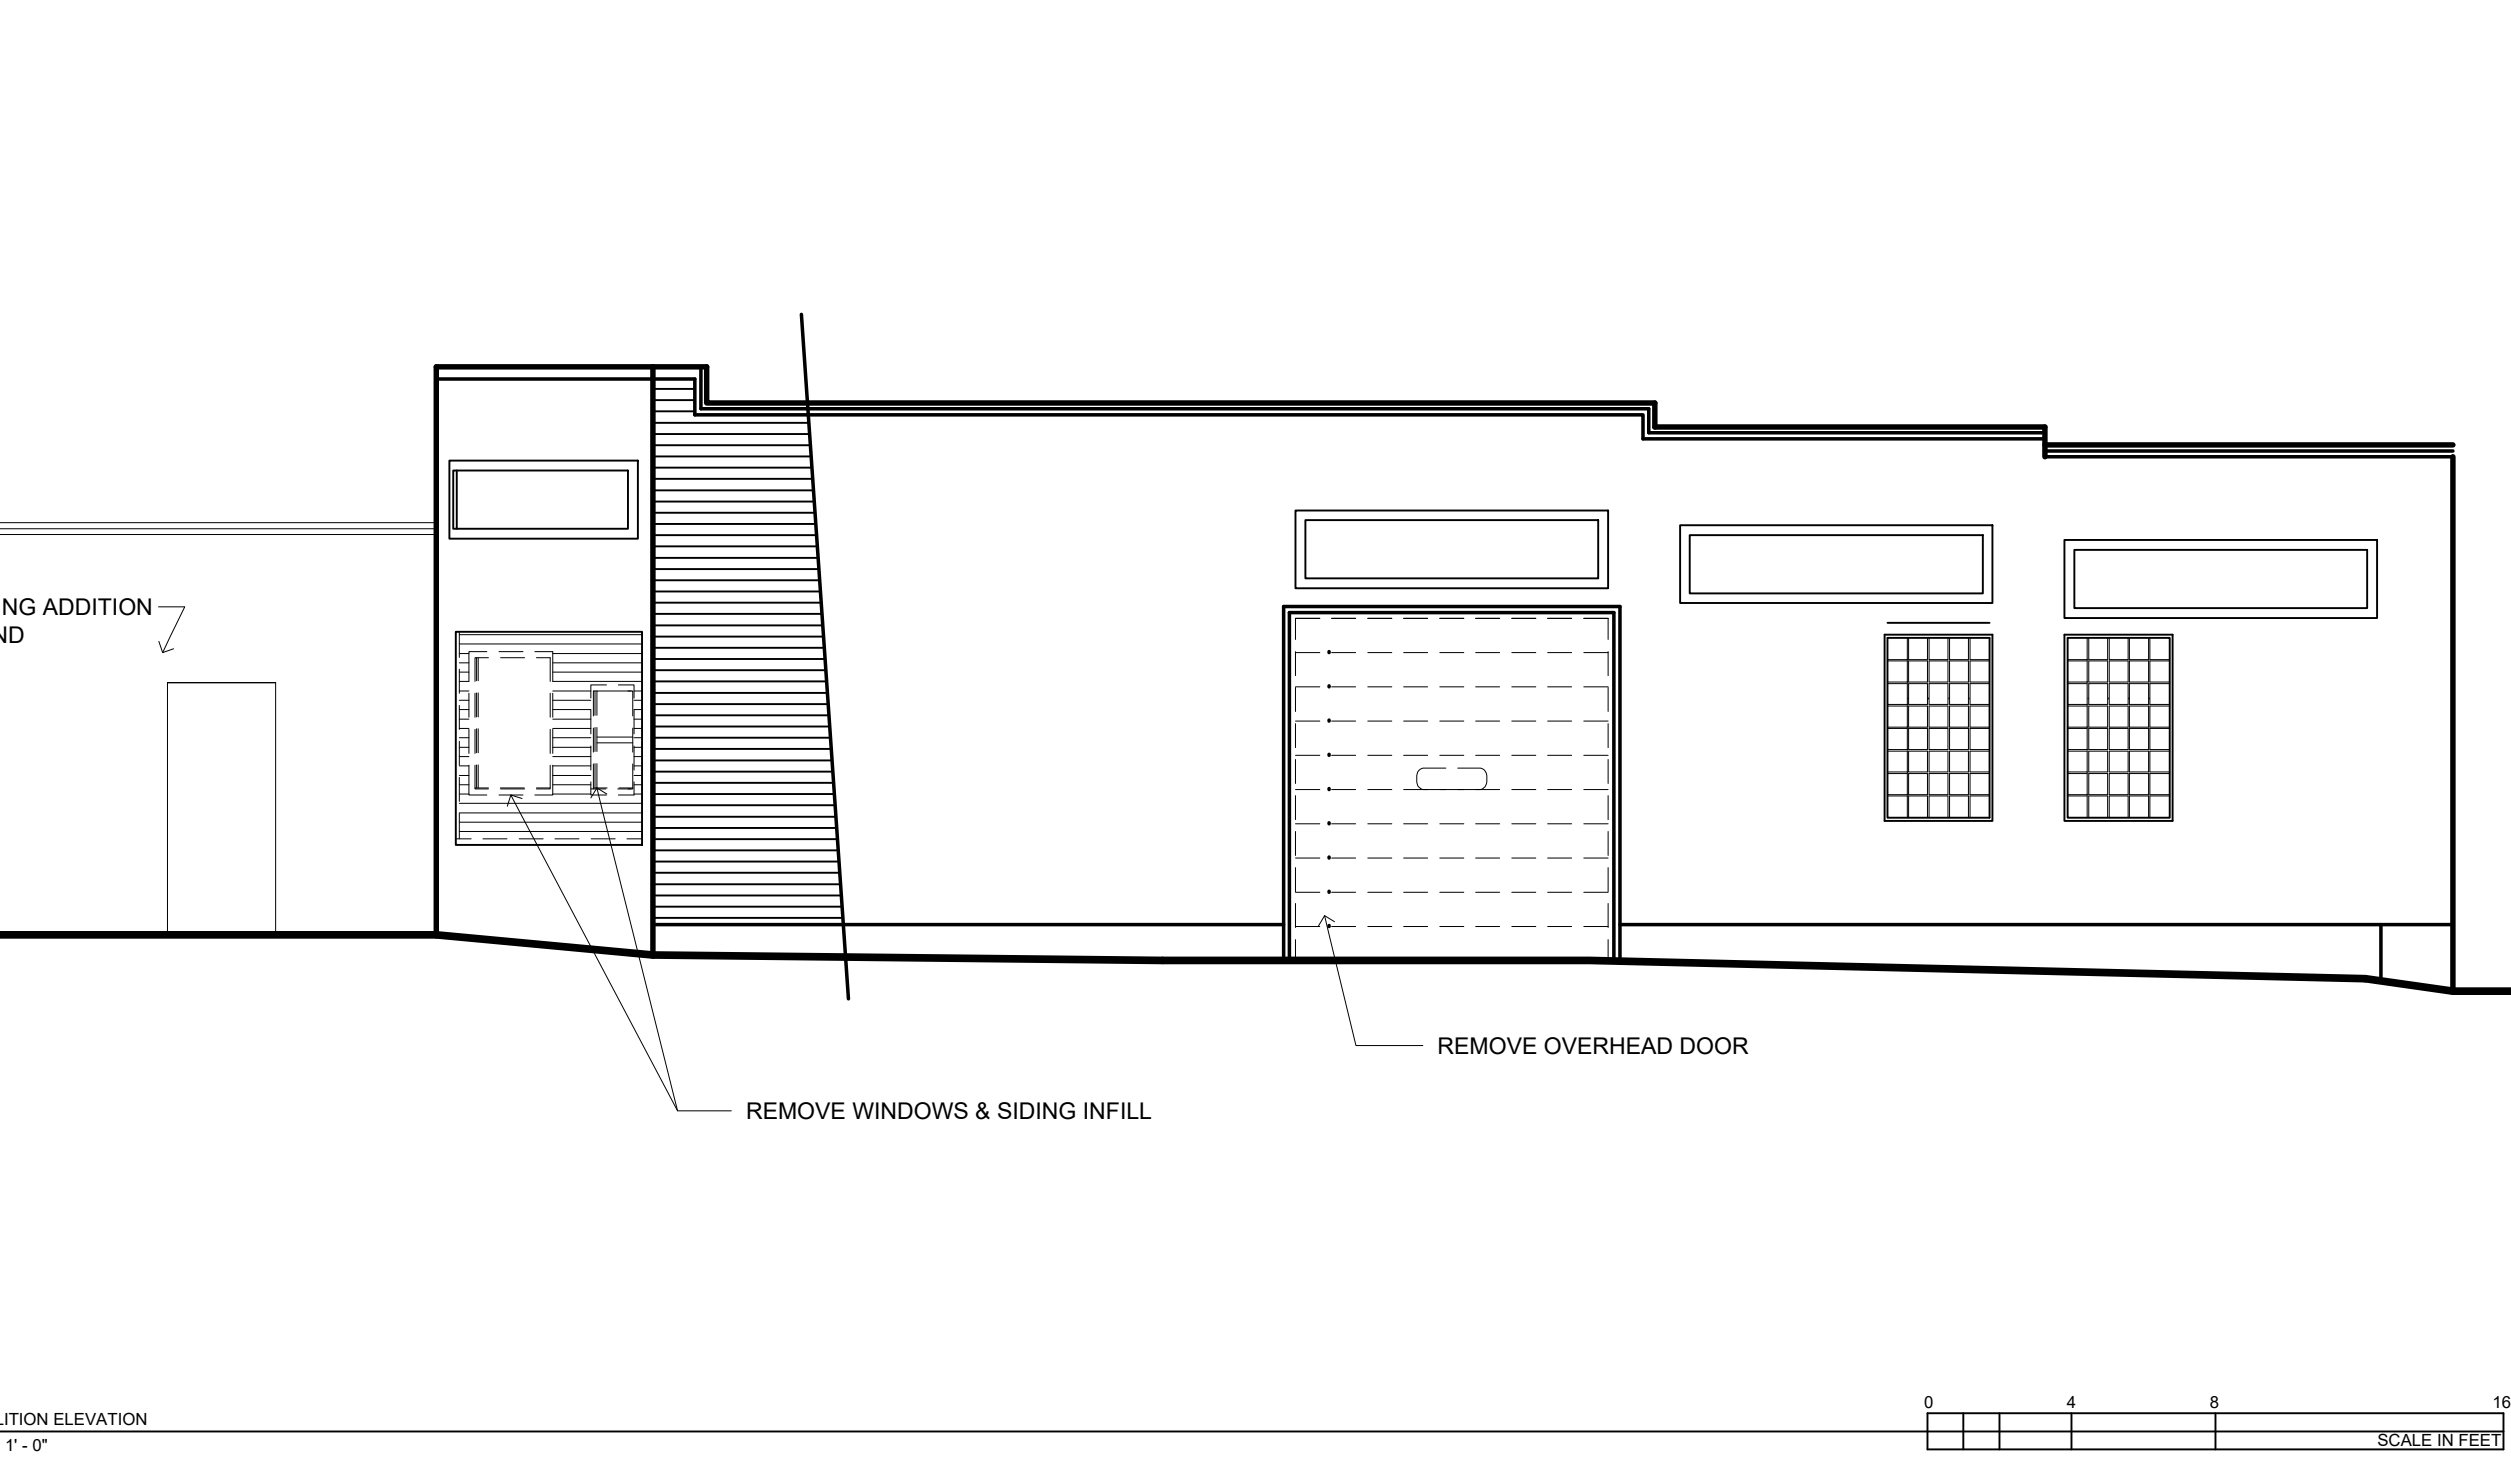 NG ADDITION
ND
REMOVE OVERHEAD DOOR
REMOVE WINDOWS & SIDING INFILL
LITION ELEVATION
1' - 0"
0 4 8 16
SCALE IN FEET